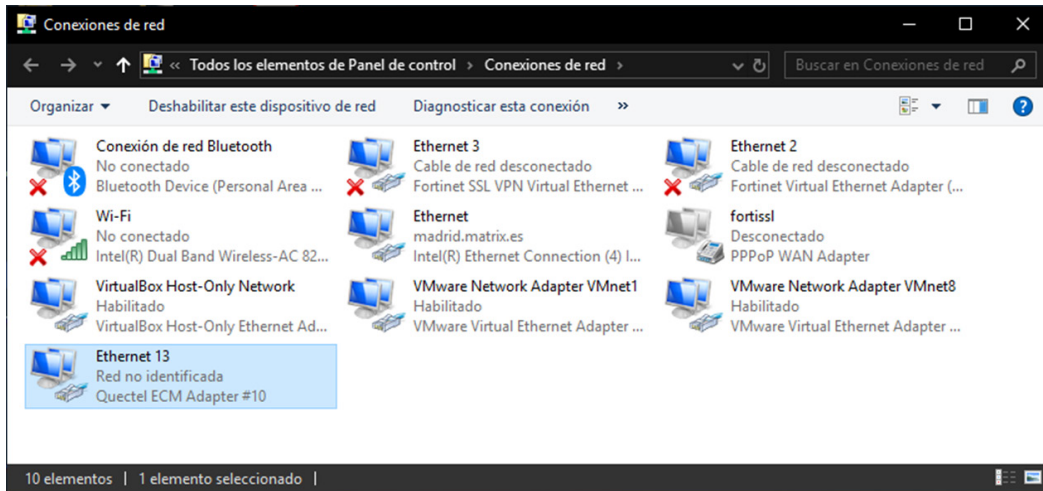 Conexiones de red
« Todos los elementos de Panel de control > Conexiones de red >
Buscar en Conexiones de red
Organizar
Deshabilitar este dispositivo de red
Diagnosticar esta conexión
»
Conexión de red Bluetooth
No conectado
Bluetooth Device (Personal Area ...
Ethernet 3
Cable de red desconectado
Fortinet SSL VPN Virtual Ethernet ...
Ethernet 2
Cable de red desconectado
Fortinet Virtual Ethernet Adapter (...
Wi-Fi
No conectado
Intel(R) Dual Band Wireless-AC 82...
Ethernet
madrid.matrix.es
Intel(R) Ethernet Connection (4) I...
fortissl
Desconectado
PPPoP WAN Adapter
VirtualBox Host-Only Network
Habilitado
VirtualBox Host-Only Ethernet Ad...
VMware Network Adapter VMnet1
Habilitado
VMware Virtual Ethernet Adapter ...
VMware Network Adapter VMnet8
Habilitado
VMware Virtual Ethernet Adapter ...
Ethernet 13
Red no identificada
Quectel ECM Adapter #10
10 elementos | 1 elemento seleccionado |